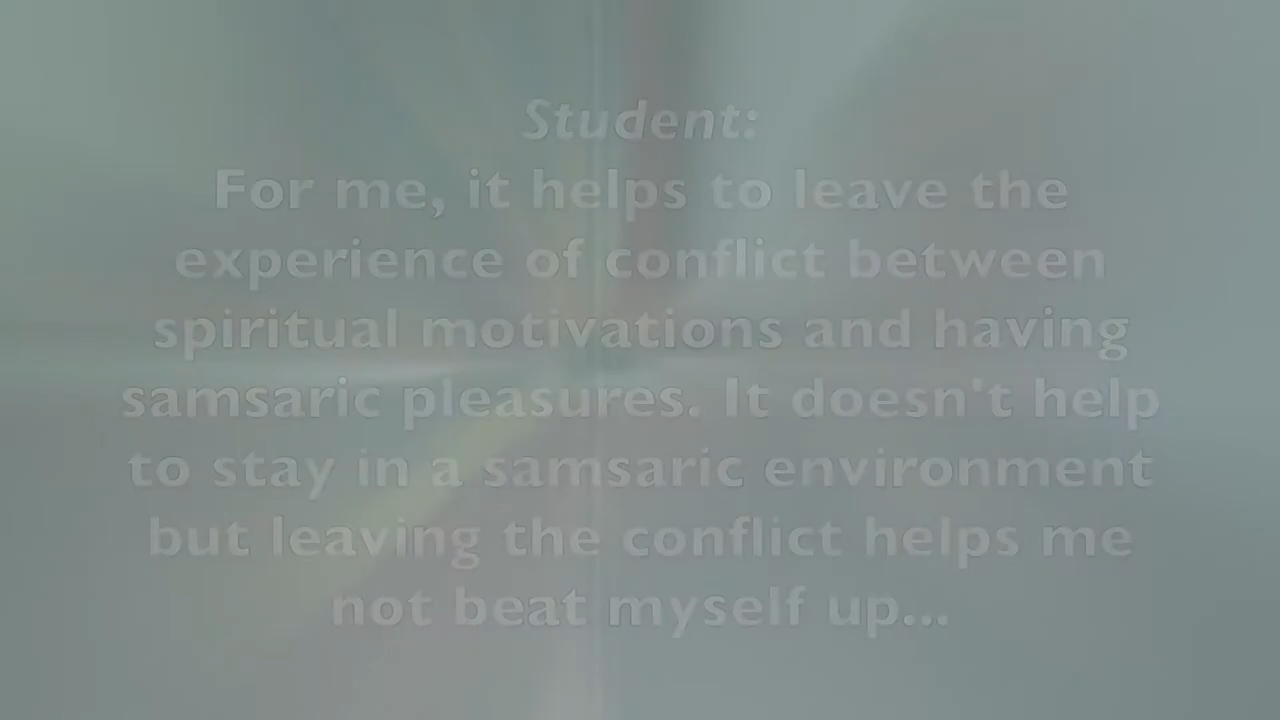 Student:
For me, it helps to leave the
experience of conflict between
spiritual motivations and having
samsaric pleasures. It doesn't help
to stay in a samsaric environment
but leaving the conflict helps me
not beat myself up...